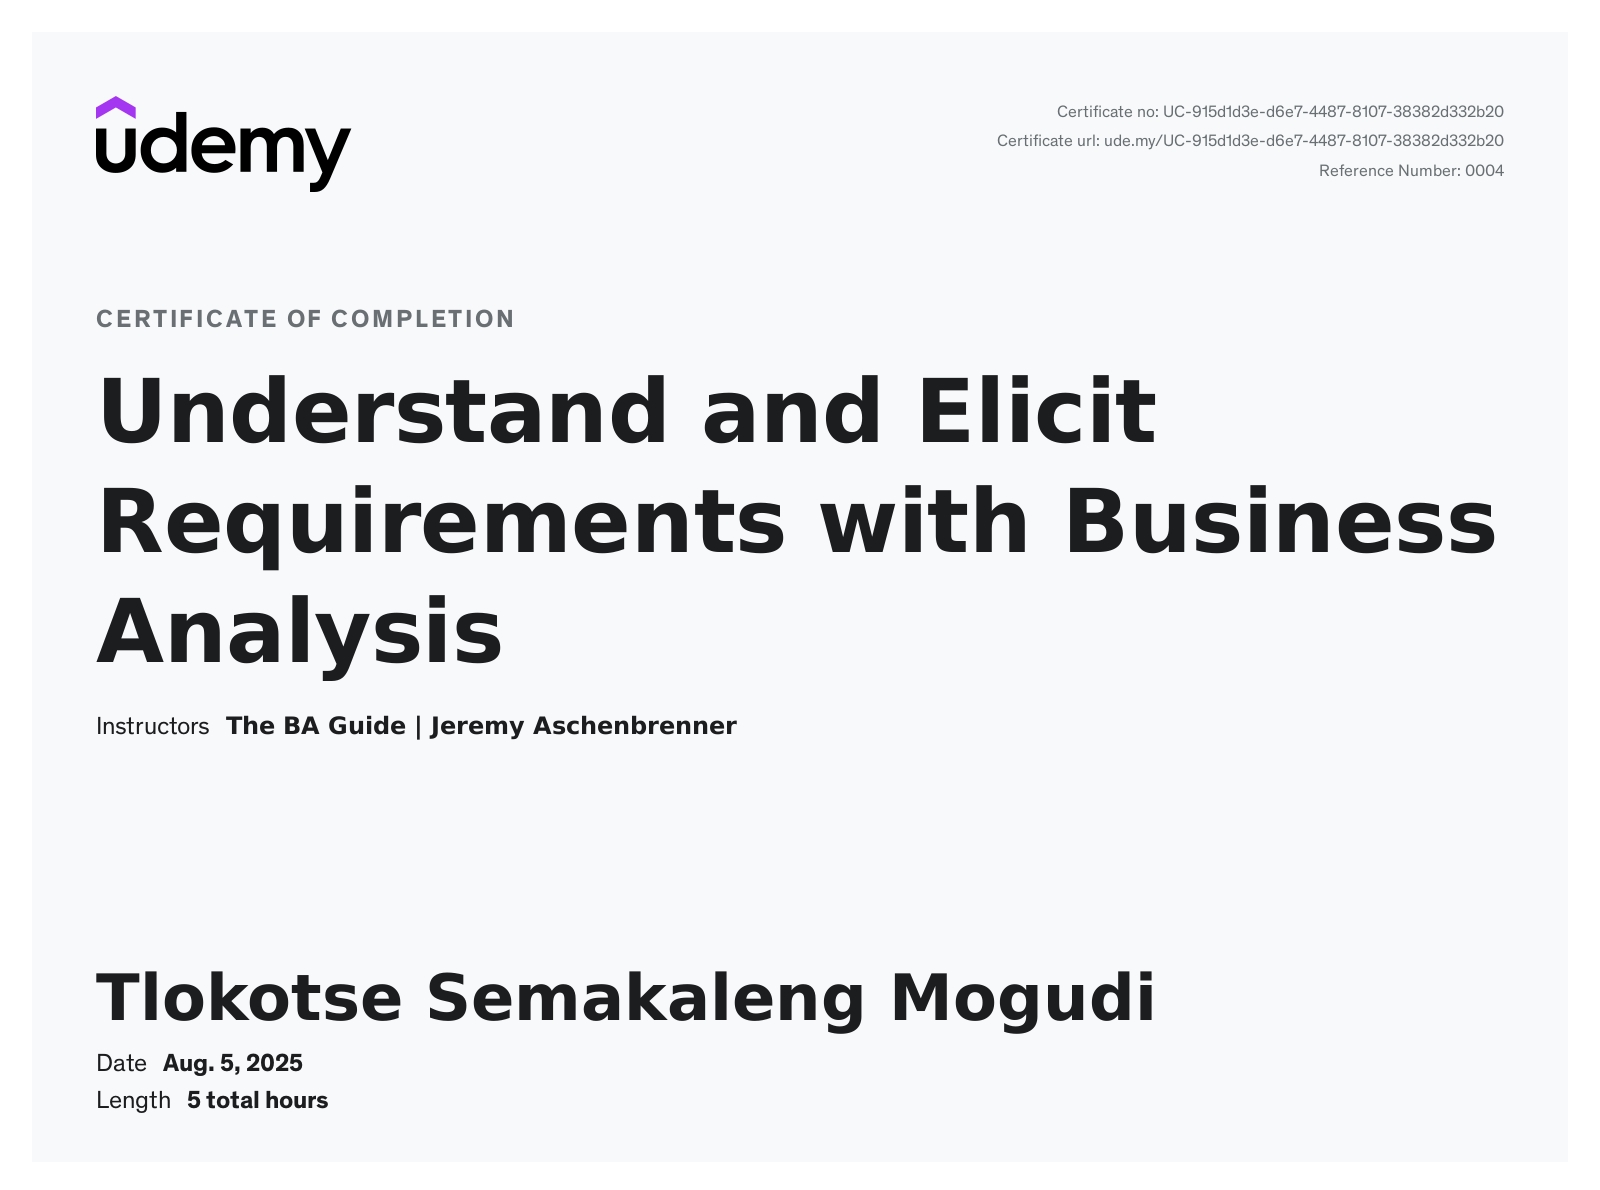 udemy
Certificate no: UC-915d1d3e-d6e7-4487-8107-38382d332b20
Certificate url: ude.my/UC-915d1d3e-d6e7-4487-8107-38382d332b20
Reference Number: 0004
CERTIFICATE OF COMPLETION
Understand and Elicit
Requirements with Business
Analysis
Instructors The BA Guide | Jeremy Aschenbrenner
Tlokotse Semakaleng Mogudi
Date Aug. 5, 2025
Length 5 total hours